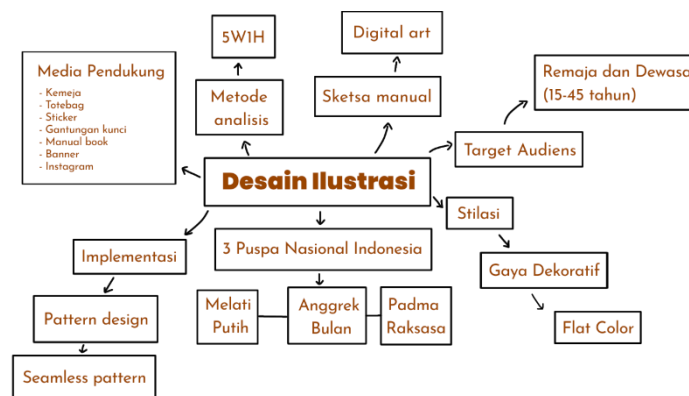 5W1H
Digital art
Media Pendukung
- Kemeja
- Totebag
- Sticker
- Gantungan kunci
- Manual book
- Banner
- Instagram
Metode
analisis
Sketsa manual
Remaja dan Dewasa
(15-45 tahun)
Target Audiens
Desain Ilustrasi
Stilasi
Implementasi
3 Puspa Nasional Indonesia
Gaya Dekoratif
Pattern design
Melati
Putih
Anggrek
Bulan
Padma
Raksasa
Flat Color
Seamless pattern